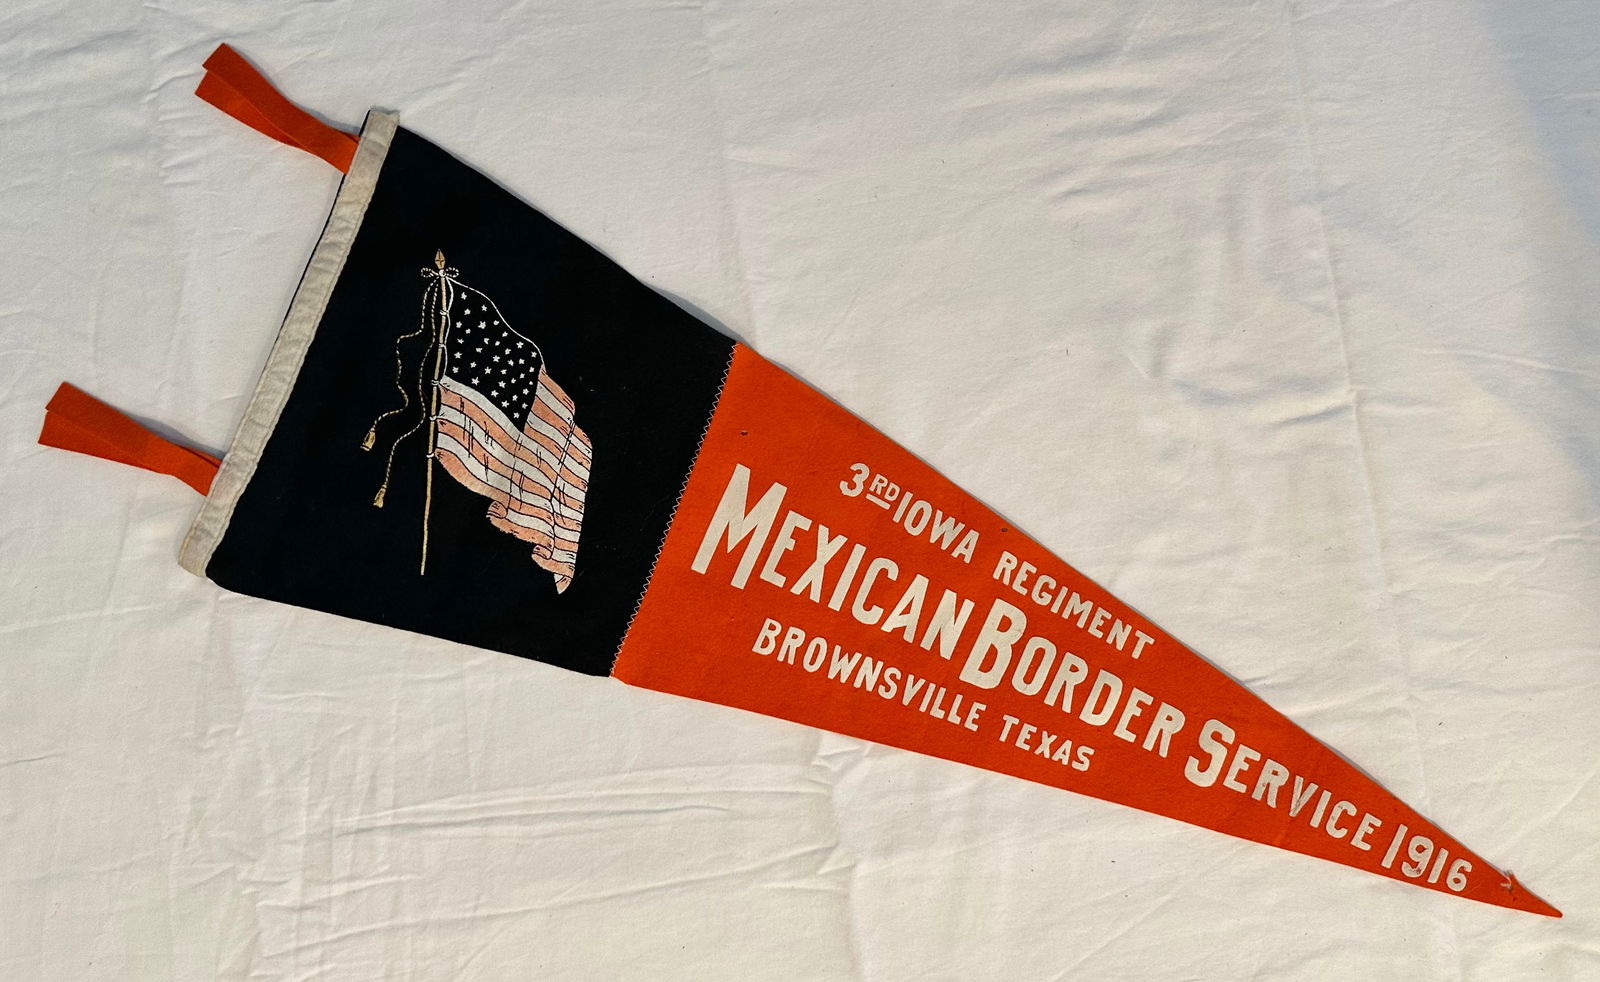 3RD IOWA REGIMENT
MEXICAN BORDER SERVICE 1916
BROWNSVILLE TEXAS